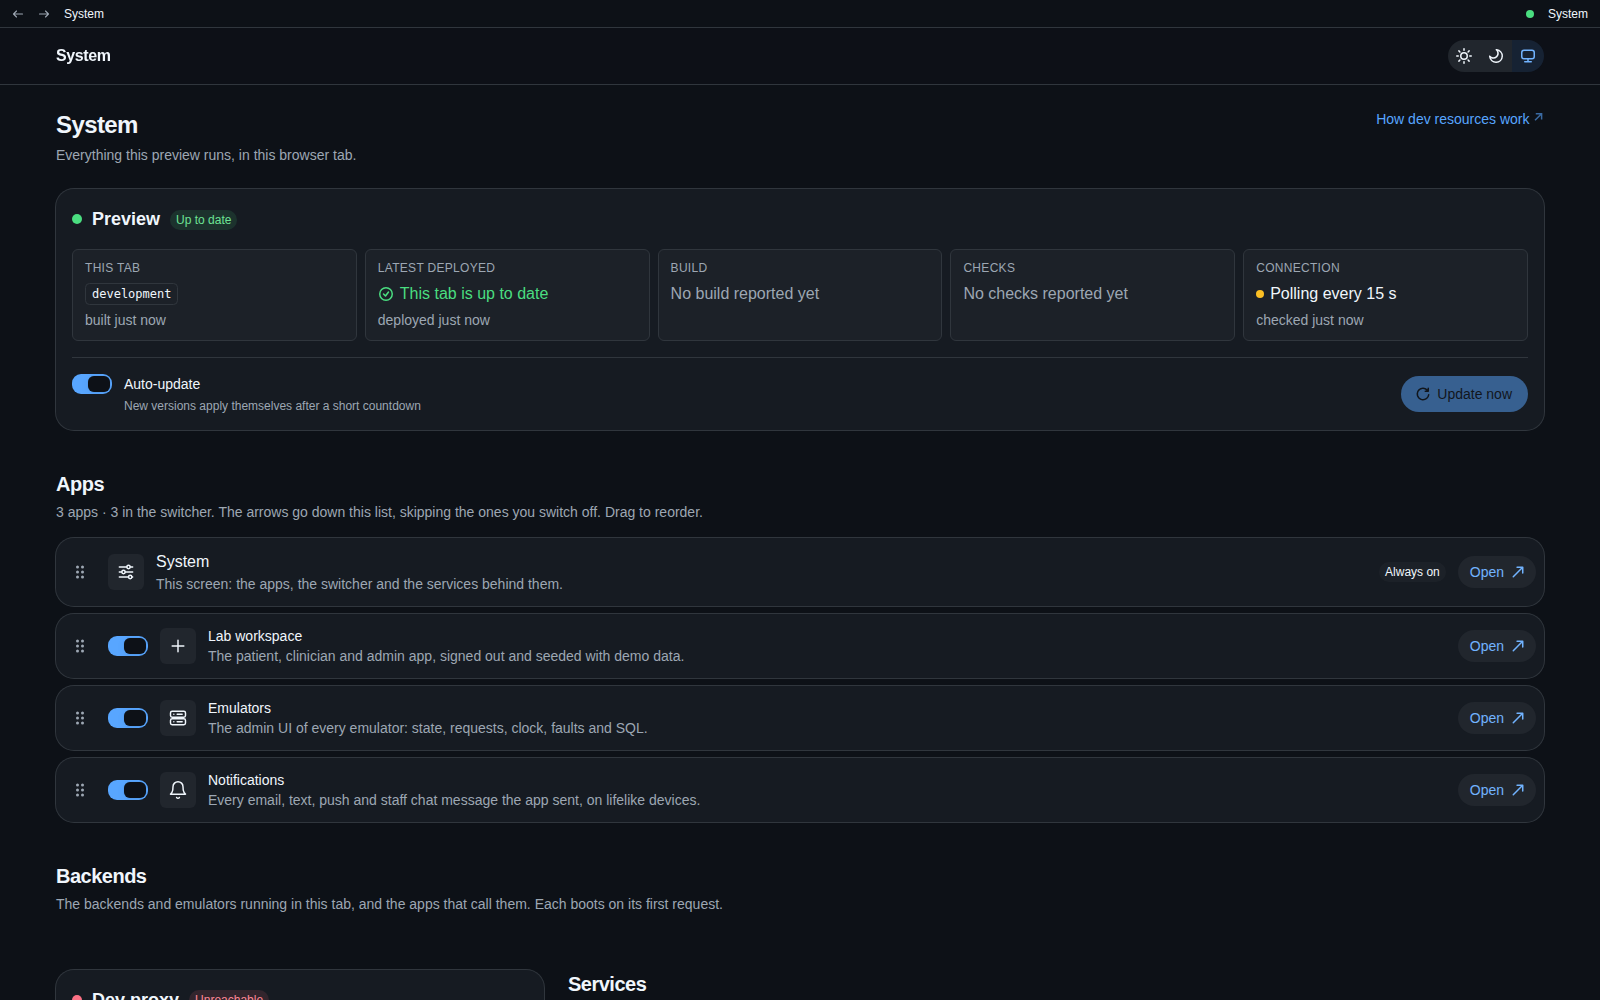 System
System
System
System
How dev resources work
Everything this preview runs, in this browser tab.
Preview
Up to date
THIS TAB
development
built just now
LATEST DEPLOYED
This tab is up to date
deployed just now
BUILD
No build reported yet
CHECKS
No checks reported yet
CONNECTION
Polling every 15 s
checked just now
Auto-update
New versions apply themselves after a short countdown
Update now
Apps
3 apps · 3 in the switcher. The arrows go down this list, skipping the ones you switch off. Drag to reorder.
System
This screen: the apps, the switcher and the services behind them.
Always on
Open
Lab workspace
The patient, clinician and admin app, signed out and seeded with demo data.
Open
Emulators
The admin UI of every emulator: state, requests, clock, faults and SQL.
Open
Notifications
Every email, text, push and staff chat message the app sent, on lifelike devices.
Open
Backends
The backends and emulators running in this tab, and the apps that call them. Each boots on its first request.
Dev proxy
Unreachable
Services